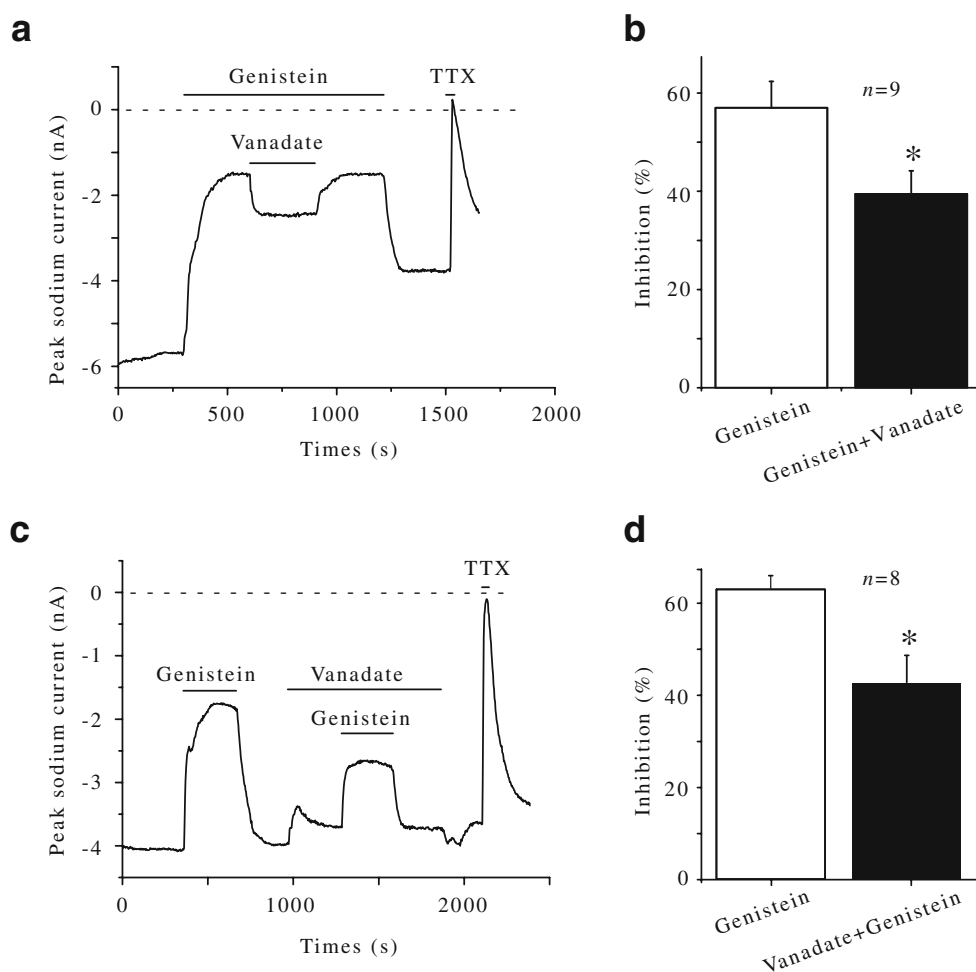 a
Genistein
TTX
Vanadate
0
-2
-4
-6
Peak sodium current (nA)
0
500
1000
1500
2000
Times (s)
b
n=9
*
60
40
20
0
Inhibition (%)
Genistein
Genistein+Vanadate
c
TTX
Genistein
Vanadate
Genistein
0
-1
-2
-3
-4
Peak sodium current (nA)
0
1000
2000
Times (s)
d
n=8
*
60
40
20
0
Inhibition (%)
Genistein
Vanadate+Genistein